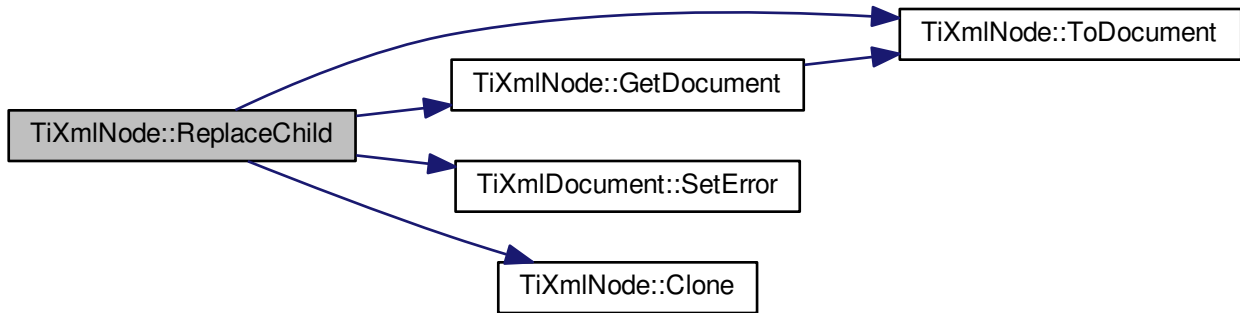 TiXmlNode::ToDocument
TiXmlNode::GetDocument
TiXmlNode::ReplaceChild
TiXmlDocument::SetError
TiXmlNode::Clone